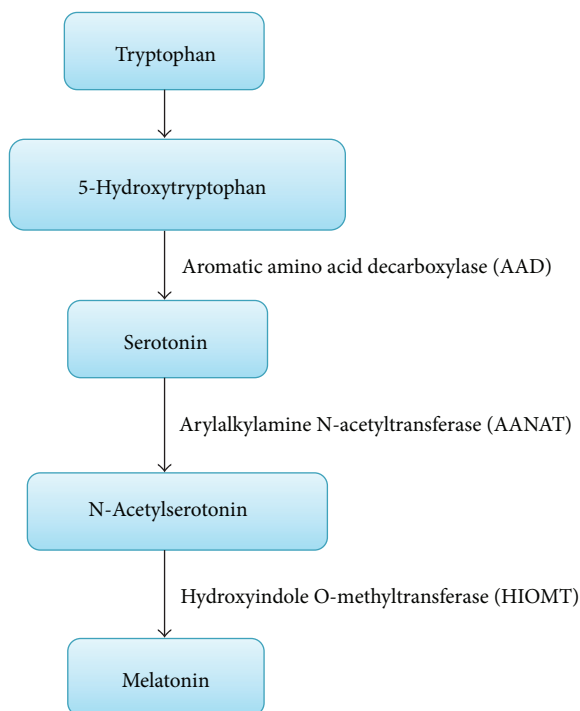 Tryptophan
5-Hydroxytryptophan
Aromatic amino acid decarboxylase (AAD)
Serotonin
Arylalkylamine N-acetyltransferase (AANAT)
N-Acetylserotonin
Hydroxyindole O-methyltransferase (HIOMT)
Melatonin